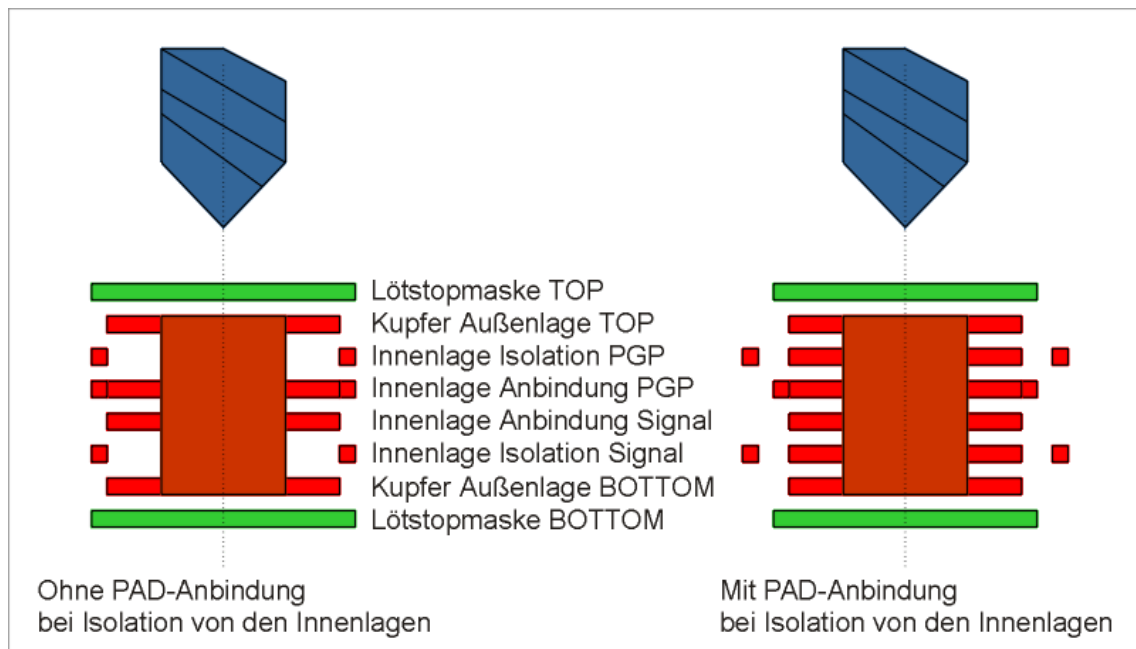 Lötstopmaske TOP
Kupfer Außenlage TOP
Innenlage Isolation PGP
Innenlage Anbindung PGP
Innenlage Anbindung Signal
Innenlage Isolation Signal
Kupfer Außenlage BOTTOM
Lötstopmaske BOTTOM
Ohne PAD-Anbindung
bei Isolation von den Innenlagen
Mit PAD-Anbindung
bei Isolation von den Innenlagen